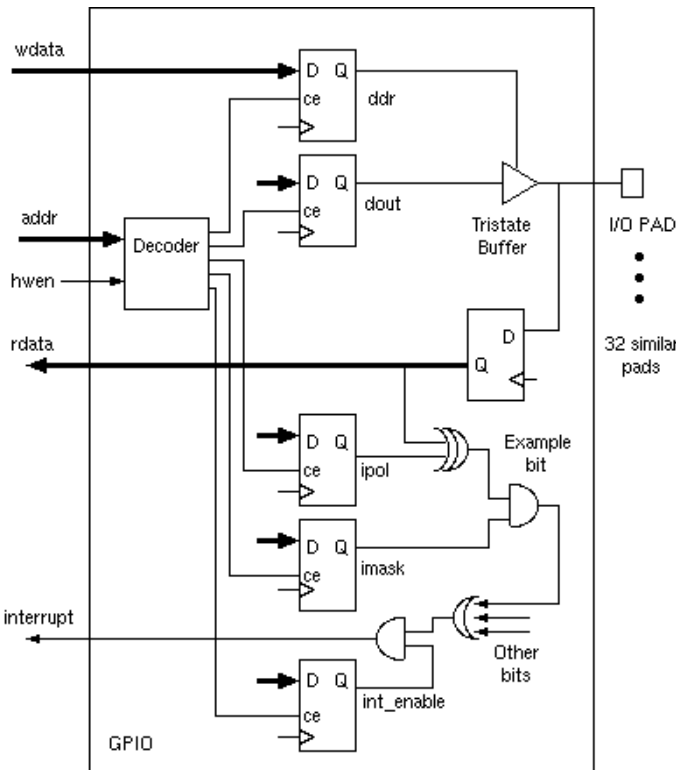 wdata
D Q
ce
ddr
D Q
ce
dout
addr
Decoder
hwen
Tristate
Buffer
I/O PAD
rdata
D
Q
32 similar
pads
D Q
ce
ipol
Example
bit
D Q
ce
imask
interrupt
Other
bits
D Q
ce
int_enable
GPIO